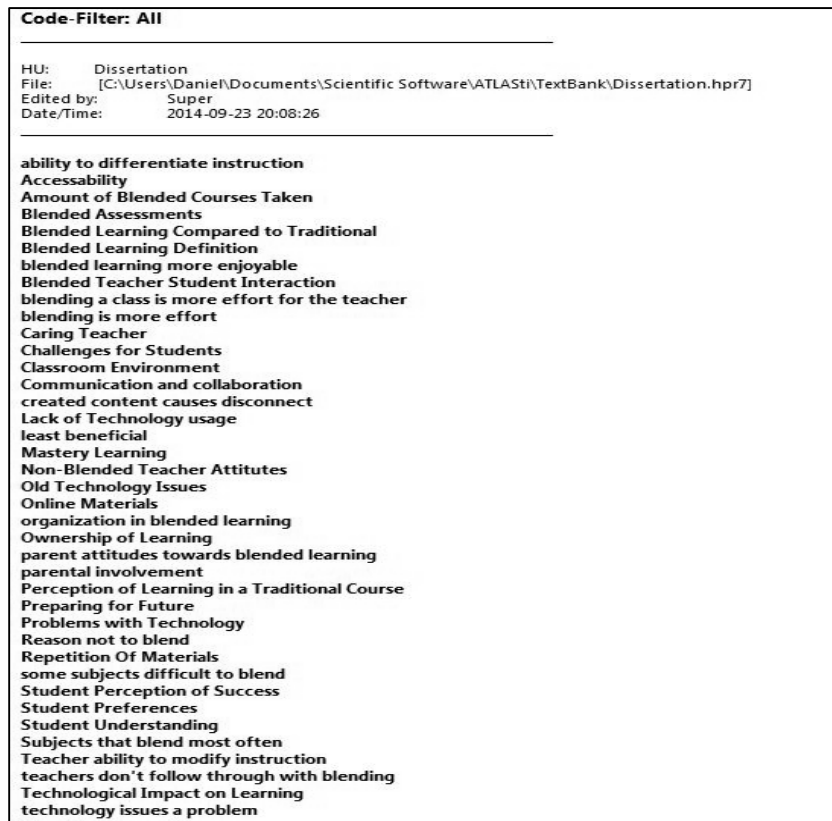 Code-Filter: All
HU: Dissertation
File: [C:\Users\Daniel\Documents\Scientific Software\ATLASti\TextBank\Dissertation.hpr7]
Edited by: Super
Date/Time: 2014-09-23 20:08:26
ability to differentiate instruction
Accessability
Amount of Blended Courses Taken
Blended Assessments
Blended Learning Compared to Traditional
Blended Learning Definition
blended learning more enjoyable
Blended Teacher Student Interaction
blending a class is more effort for the teacher
blending is more effort
Caring Teacher
Challenges for Students
Classroom Environment
Communication and collaboration
created content causes disconnect
Lack of Technology usage
least beneficial
Mastery Learning
Non-Blended Teacher Attitutes
Old Technology Issues
Online Materials
organization in blended learning
Ownership of Learning
parent attitudes towards blended learning
parental involvement
Perception of Learning in a Traditional Course
Preparing for Future
Problems with Technology
Reason not to blend
Repetition Of Materials
some subjects difficult to blend
Student Perception of Success
Student Preferences
Student Understanding
Subjects that blend most often
Teacher ability to modify instruction
teachers don't follow through with blending
Technological Impact on Learning
technology issues a problem